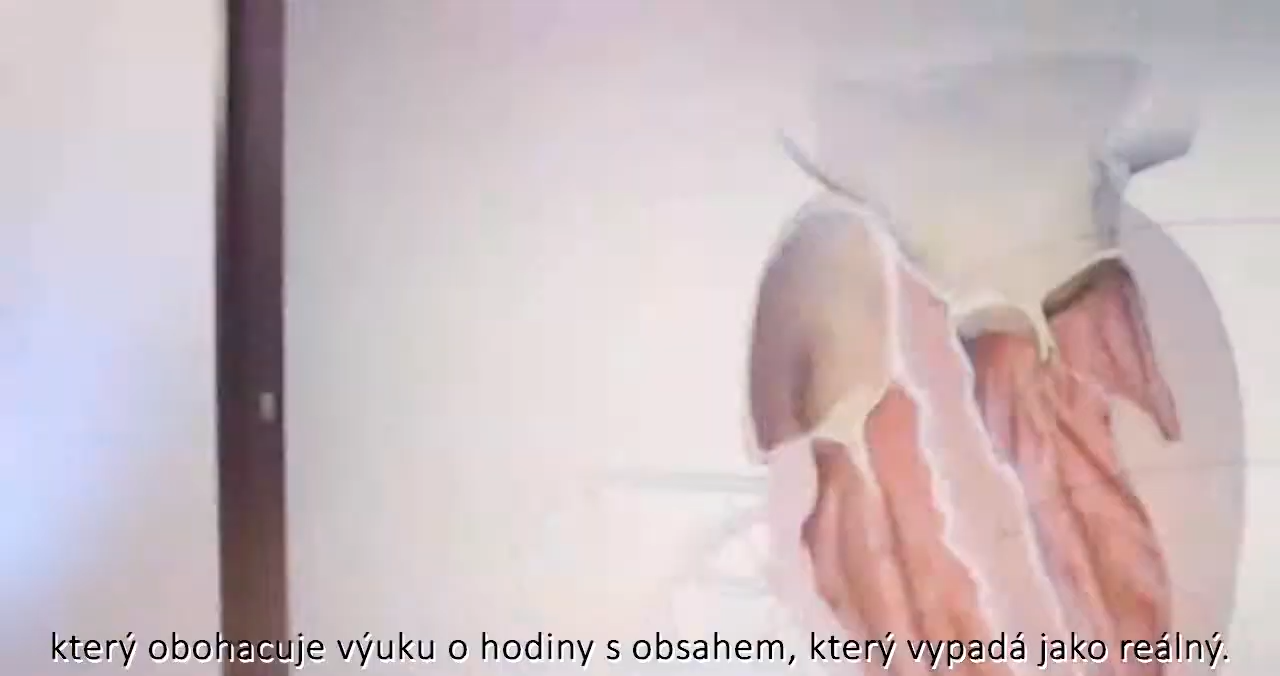 který obohacuje výuku o hodiny s obsahem, který vypadá jako reálný.